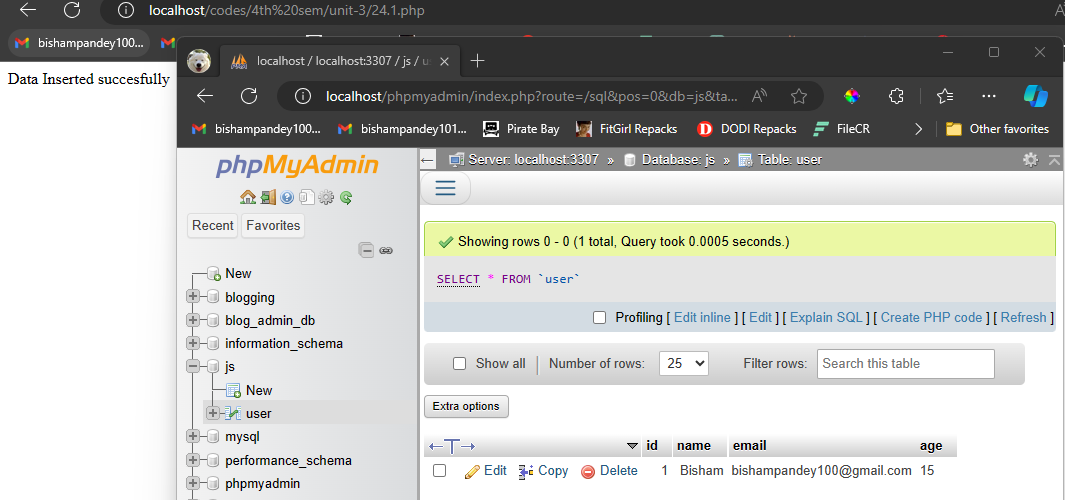 localhost/codes/4th%20sem/unit-3/24.1.php
bishampandey100...
Data Inserted succesfully
localhost / localhost:3307 / js / u
localhost/phpmyadmin/index.php?route=/sql&pos=0&db=js&ta...
bishampandey100... bishampandey101... Pirate Bay FitGirl Repacks DODI Repacks FileCR Other favorites
phpMyAdmin
Recent Favorites
New
blogging
blog_admin_db
information_schema
js
New
user
mysql
performance_schema
phpmyadmin
Server: localhost:3307 » Database: js » Table: user
Showing rows 0 - 0 (1 total, Query took 0.0005 seconds.)
SELECT * FROM `user`
Profiling [ Edit inline ] [ Edit ] [ Explain SQL ] [ Create PHP code ] [ Refresh ]
Show all | Number of rows: 25 Filter rows: Search this table
Extra options
←T→ id name email age
Edit Copy Delete 1 Bisham bishampandey100@gmail.com 15